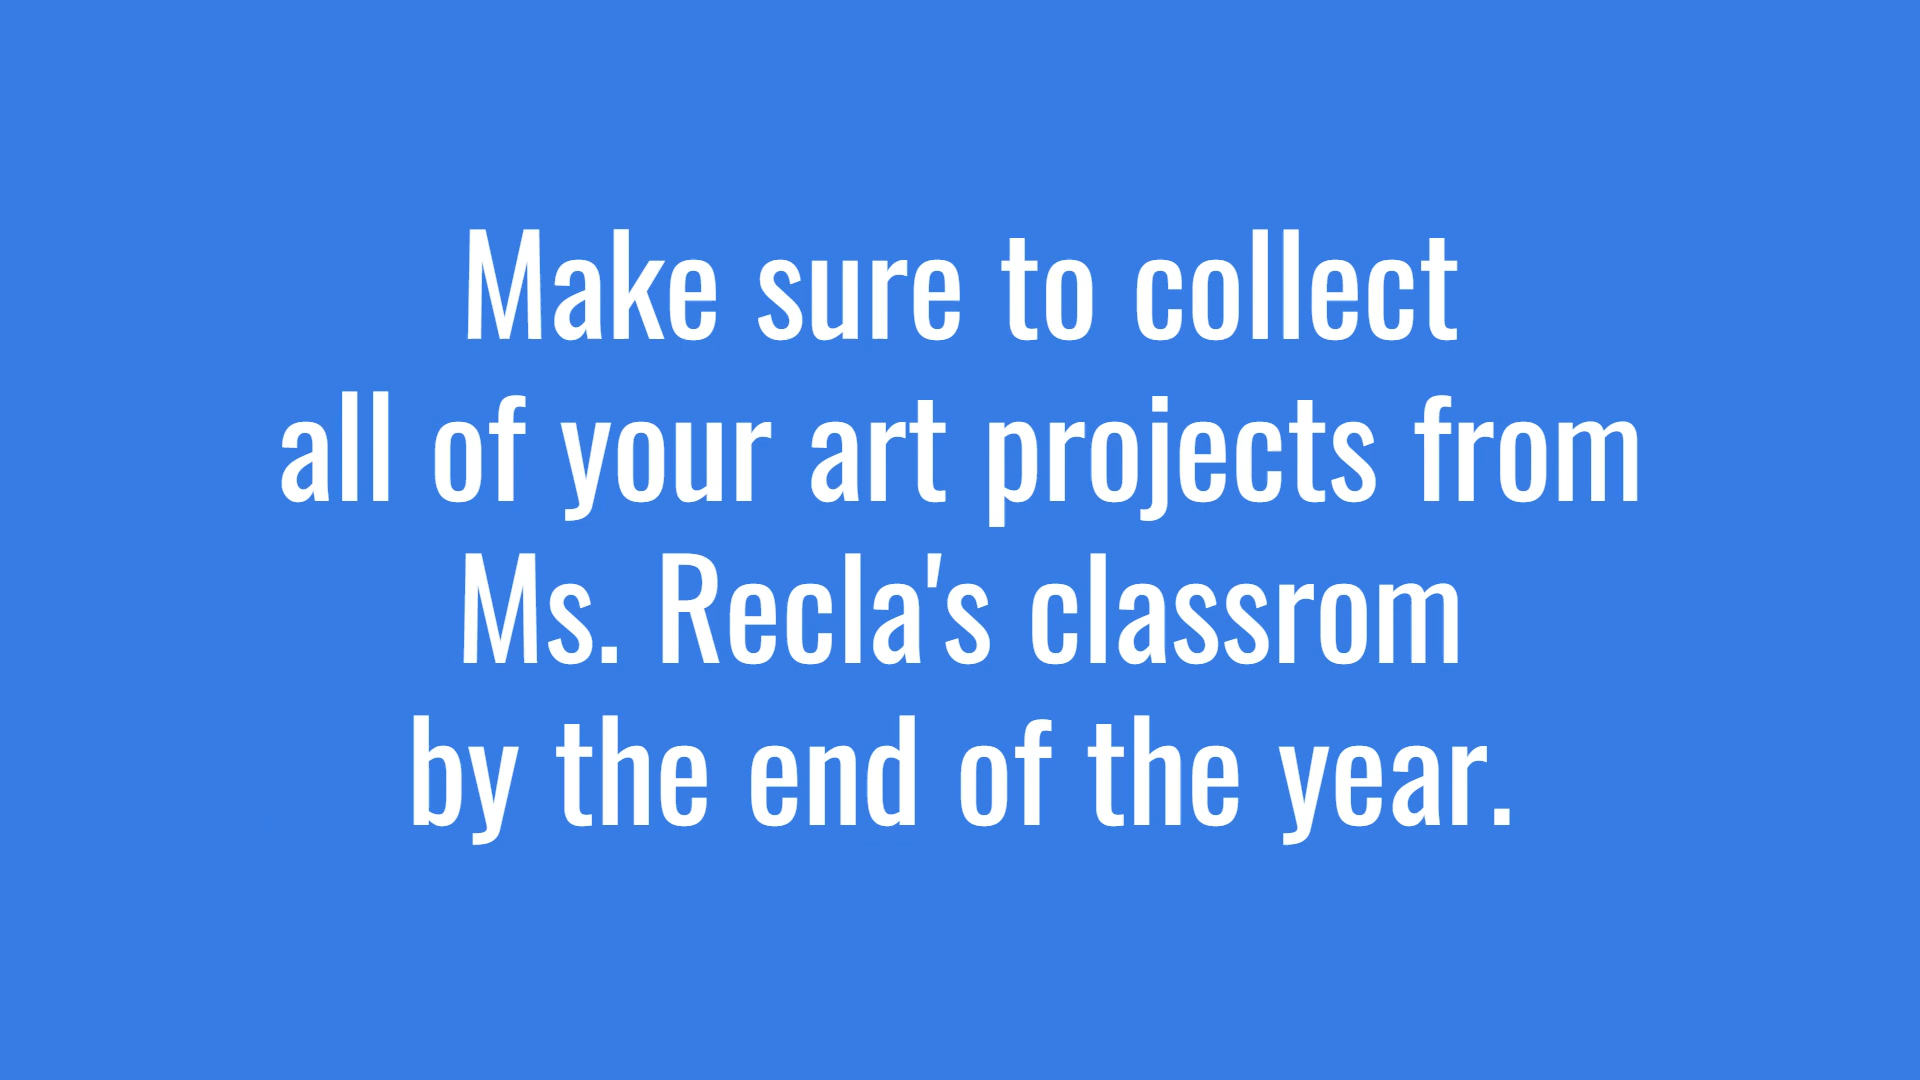 Make sure to collect
all of your art projects from
Ms. Recla's classrom
by the end of the year.